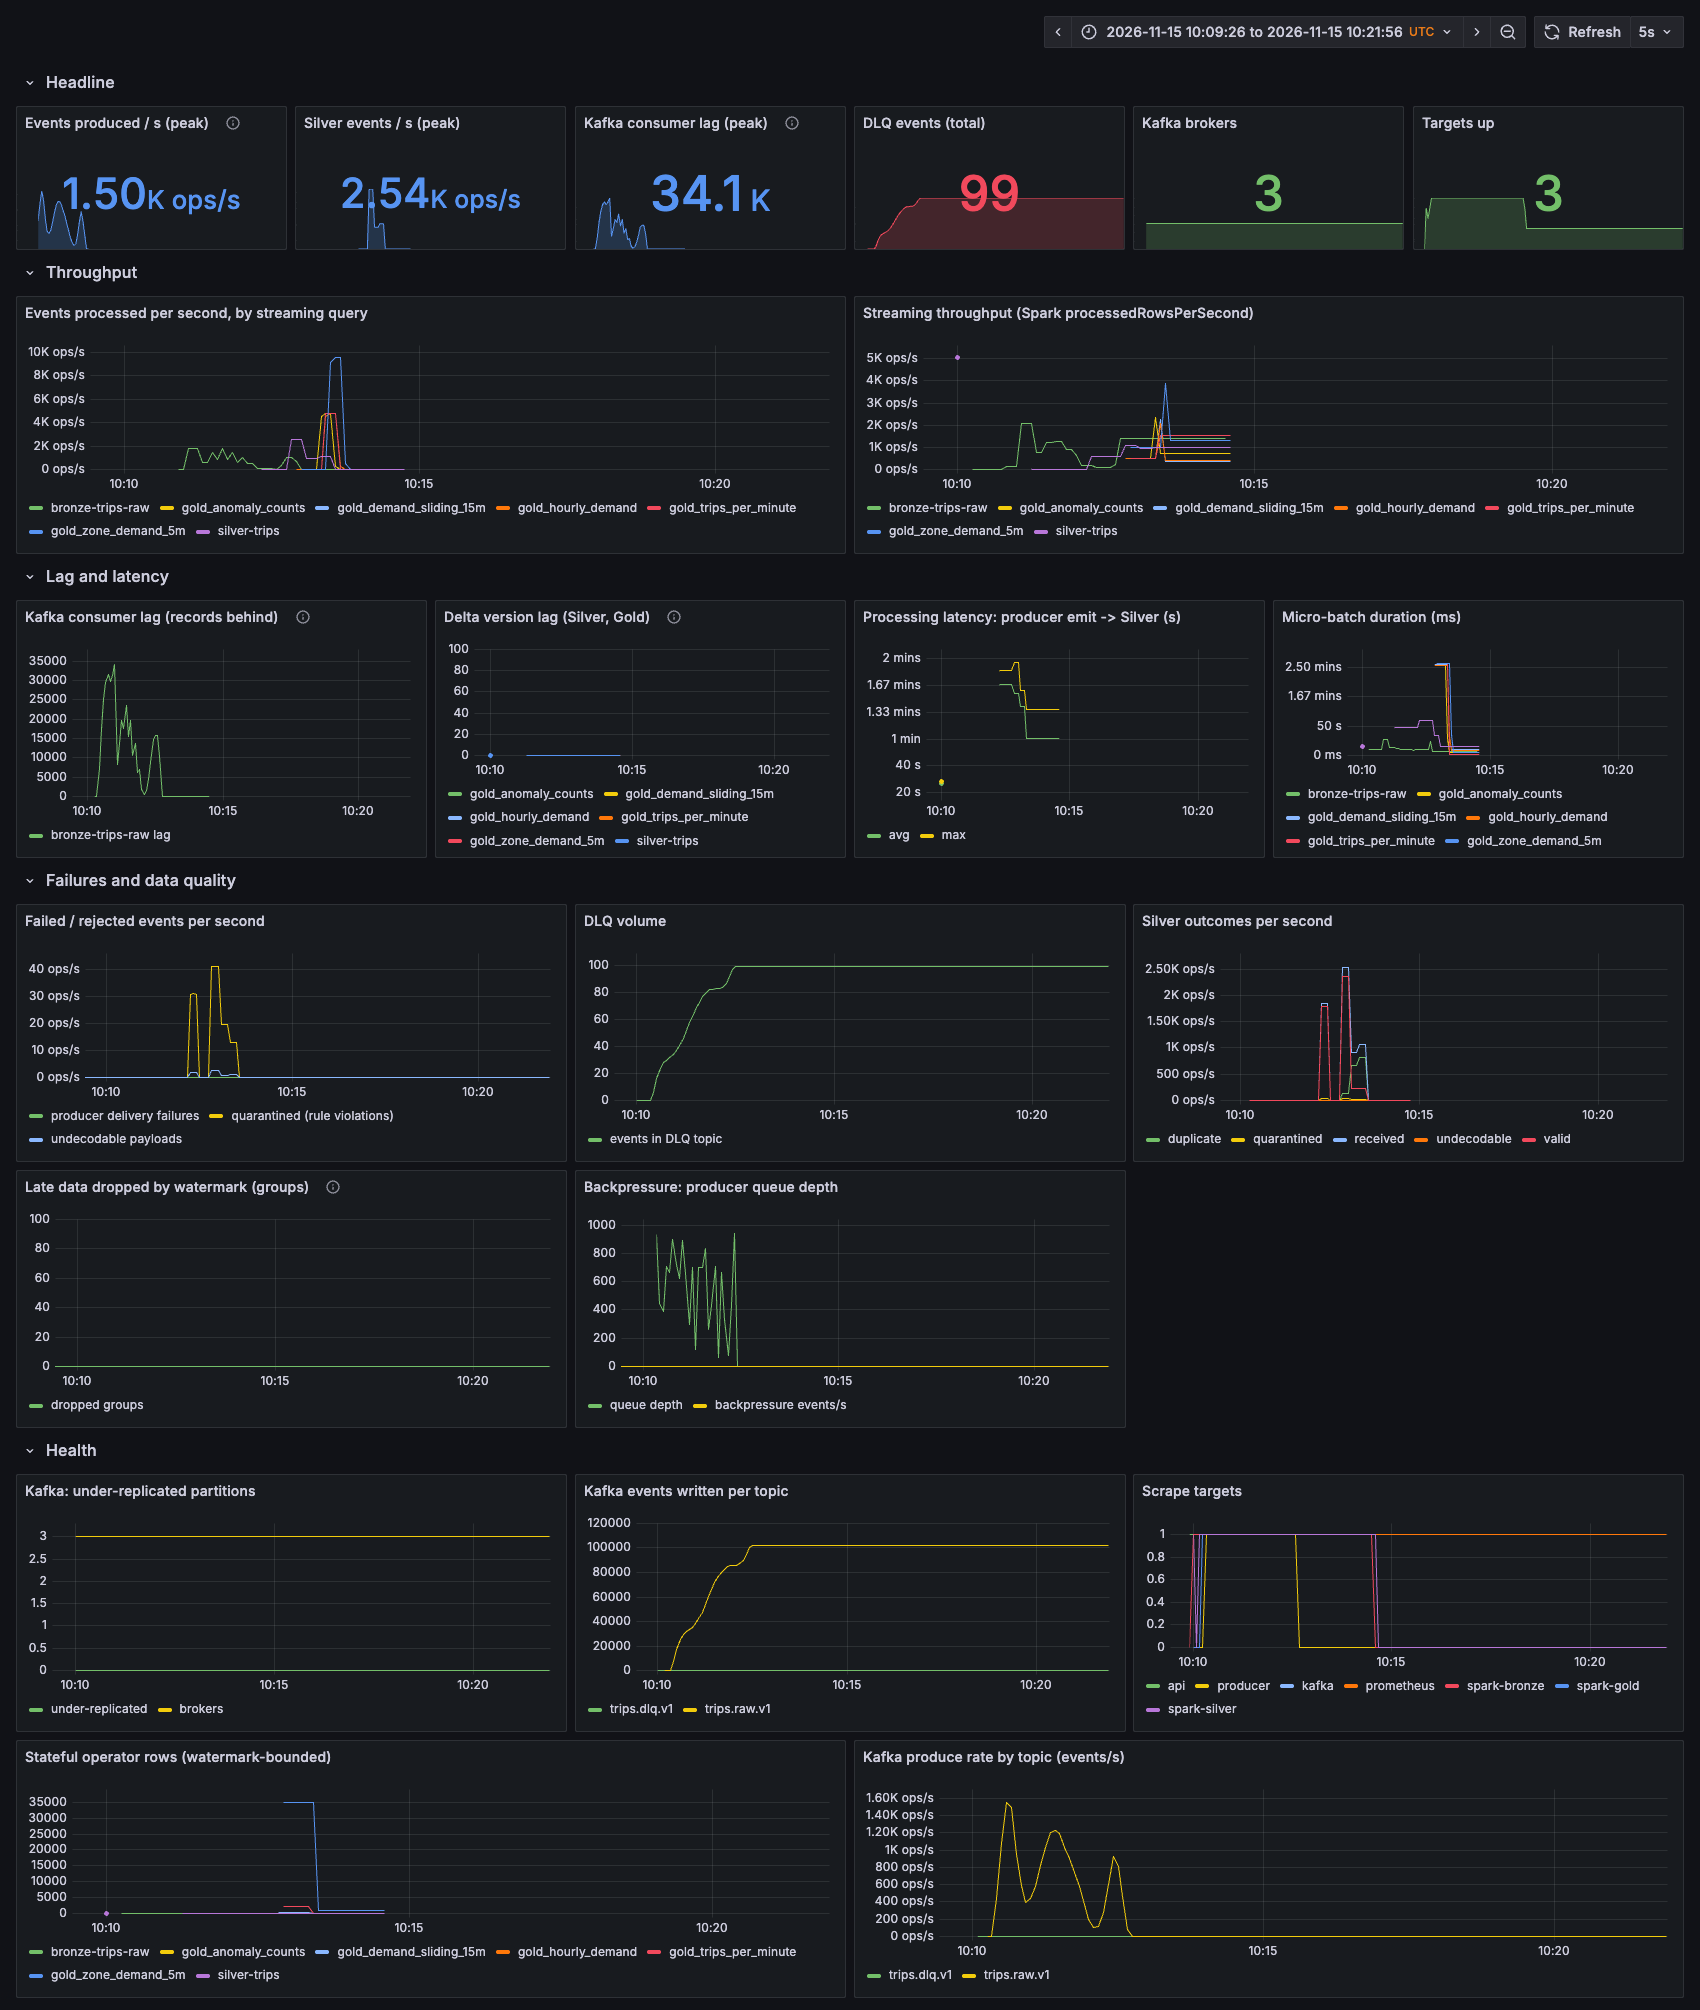 2026-11-15 10:09:26 to 2026-11-15 10:21:56 UTC
Refresh 5s
Headline
Events produced / s (peak)
1.50K ops/s
Silver events / s (peak)
2.54K ops/s
Kafka consumer lag (peak)
34.1 K
DLQ events (total)
99
Kafka brokers
3
Targets up
3
Throughput
Events processed per second, by streaming query
10K ops/s
8K ops/s
6K ops/s
4K ops/s
2K ops/s
0 ops/s
10:10 10:15 10:20
bronze-trips-raw gold_anomaly_counts gold_demand_sliding_15m gold_hourly_demand gold_trips_per_minute
gold_zone_demand_5m silver-trips
Streaming throughput (Spark processedRowsPerSecond)
5K ops/s
4K ops/s
3K ops/s
2K ops/s
1K ops/s
0 ops/s
10:10 10:15 10:20
bronze-trips-raw gold_anomaly_counts gold_demand_sliding_15m gold_hourly_demand gold_trips_per_minute
gold_zone_demand_5m silver-trips
Lag and latency
Kafka consumer lag (records behind)
35000
30000
25000
20000
15000
10000
5000
0
10:10 10:15 10:20
bronze-trips-raw lag
Delta version lag (Silver, Gold)
100
80
60
40
20
0
10:10 10:15 10:20
gold_anomaly_counts gold_demand_sliding_15m
gold_hourly_demand gold_trips_per_minute
gold_zone_demand_5m silver-trips
Processing latency: producer emit -> Silver (s)
2 mins
1.67 mins
1.33 mins
1 min
40 s
20 s
10:10 10:15 10:20
avg max
Micro-batch duration (ms)
2.50 mins
1.67 mins
50 s
0 ms
10:10 10:15 10:20
bronze-trips-raw gold_anomaly_counts
gold_demand_sliding_15m gold_hourly_demand
gold_trips_per_minute gold_zone_demand_5m
Failures and data quality
Failed / rejected events per second
40 ops/s
30 ops/s
20 ops/s
10 ops/s
0 ops/s
10:10 10:15 10:20
producer delivery failures quarantined (rule violations)
undecodable payloads
DLQ volume
100
80
60
40
20
0
10:10 10:15 10:20
events in DLQ topic
Silver outcomes per second
2.50K ops/s
2K ops/s
1.50K ops/s
1K ops/s
500 ops/s
0 ops/s
10:10 10:15 10:20
duplicate quarantined received undecodable valid
Late data dropped by watermark (groups)
100
80
60
40
20
0
10:10 10:15 10:20
dropped groups
Backpressure: producer queue depth
1000
800
600
400
200
0
10:10 10:15 10:20
queue depth backpressure events/s
Health
Kafka: under-replicated partitions
3
2.5
2
1.5
1
0.5
0
10:10 10:15 10:20
under-replicated brokers
Kafka events written per topic
120000
100000
80000
60000
40000
20000
0
10:10 10:15 10:20
trips.dlq.v1 trips.raw.v1
Scrape targets
1
0.8
0.6
0.4
0.2
0
10:10 10:15 10:20
api producer kafka prometheus spark-bronze spark-gold
spark-silver
Stateful operator rows (watermark-bounded)
35000
30000
25000
20000
15000
10000
5000
0
10:10 10:15 10:20
bronze-trips-raw gold_anomaly_counts gold_demand_sliding_15m gold_hourly_demand gold_trips_per_minute
gold_zone_demand_5m silver-trips
Kafka produce rate by topic (events/s)
1.60K ops/s
1.40K ops/s
1.20K ops/s
1K ops/s
800 ops/s
600 ops/s
400 ops/s
200 ops/s
0 ops/s
10:10 10:15 10:20
trips.dlq.v1 trips.raw.v1